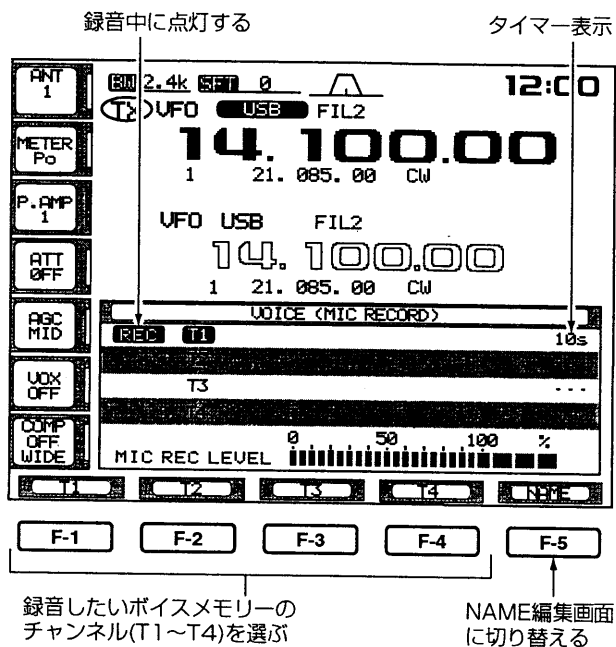 録音中に点灯する
タイマー表示
ANT
1
BW 2.4k SFT 0
12:00
TX VFO USB FIL2
METER
Po
14.100.00
1 21.085.00 CW
P.AMP
1
VFO USB FIL2
ATT
OFF
14.100.00
1 21.085.00 CW
AGC
MID
VOICE (MIC RECORD)
REC T1 10s
VOX
OFF
T3 ---
COMP
OFF
WIDE
0 50 100 %
MIC REC LEVEL
T1 T2 T3 T4 NAME
F-1 F-2 F-3 F-4 F-5
録音したいボイスメモリーの
チャンネル(T1～T4)を選ぶ
NAME編集画面
に切り替える